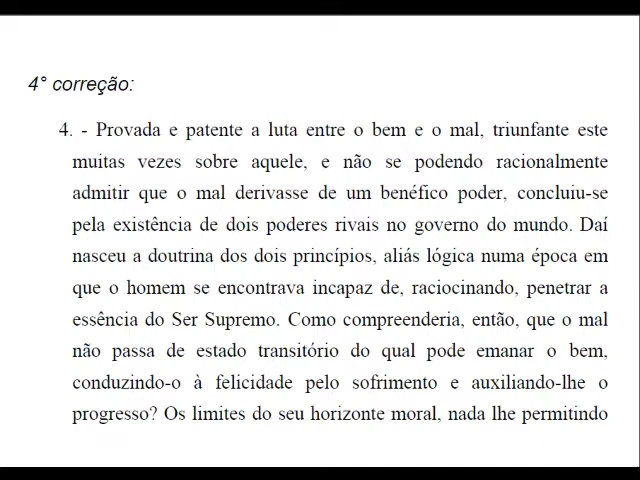 4° correção:
4. - Provada e patente a luta entre o bem e o mal, triunfante este
muitas vezes sobre aquele, e não se podendo racionalmente
admitir que o mal derivasse de um benéfico poder, concluiu-se
pela existência de dois poderes rivais no governo do mundo. Daí
nasceu a doutrina dos dois princípios, aliás lógica numa época em
que o homem se encontrava incapaz de, raciocinando, penetrar a
essência do Ser Supremo. Como compreenderia, então, que o mal
não passa de estado transitório do qual pode emanar o bem,
conduzindo-o à felicidade pelo sofrimento e auxiliando-lhe o
progresso? Os limites do seu horizonte moral, nada lhe permitindo